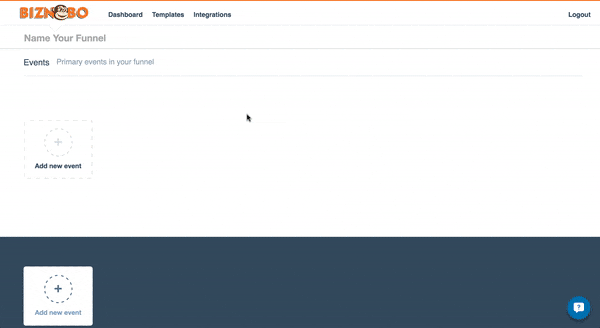 BIZNOBO Dashboard Templates Integrations Logout
Name Your Funnel
Events Primary events in your funnel
Add new event
Add new event
?